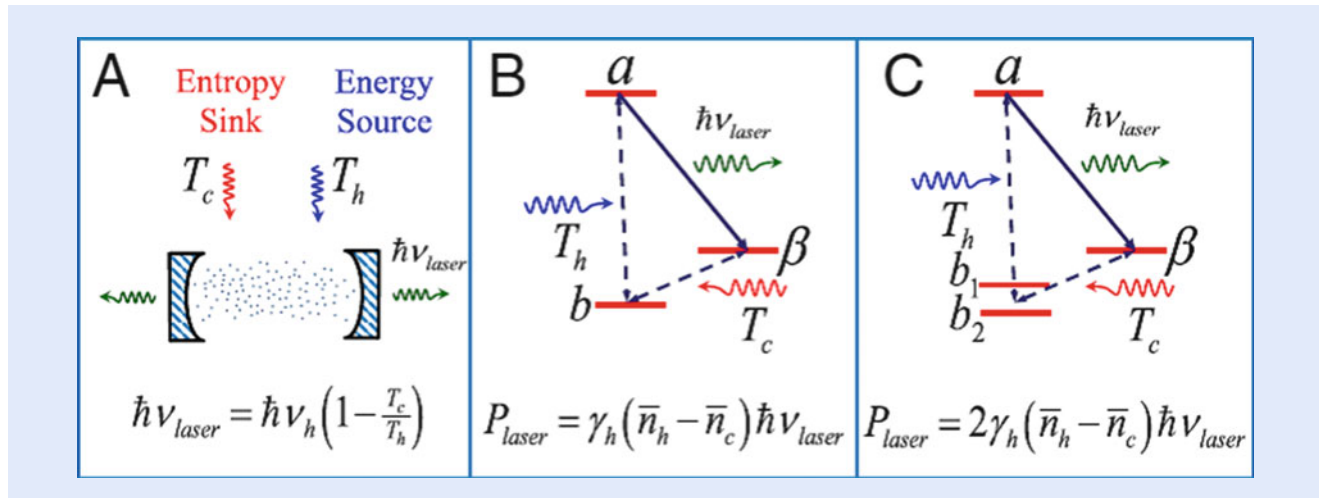 A
Entropy Sink
Energy Source
T_c
T_h
ħν_laser
ħν_laser = ħν_h(1 − T_c/T_h)
B
a
ħν_laser
T_h
β
b
T_c
P_laser = γ_h(n̄_h − n̄_c)ħν_laser
C
a
ħν_laser
T_h
β
b_1
b_2
T_c
P_laser = 2γ_h(n̄_h − n̄_c)ħν_laser